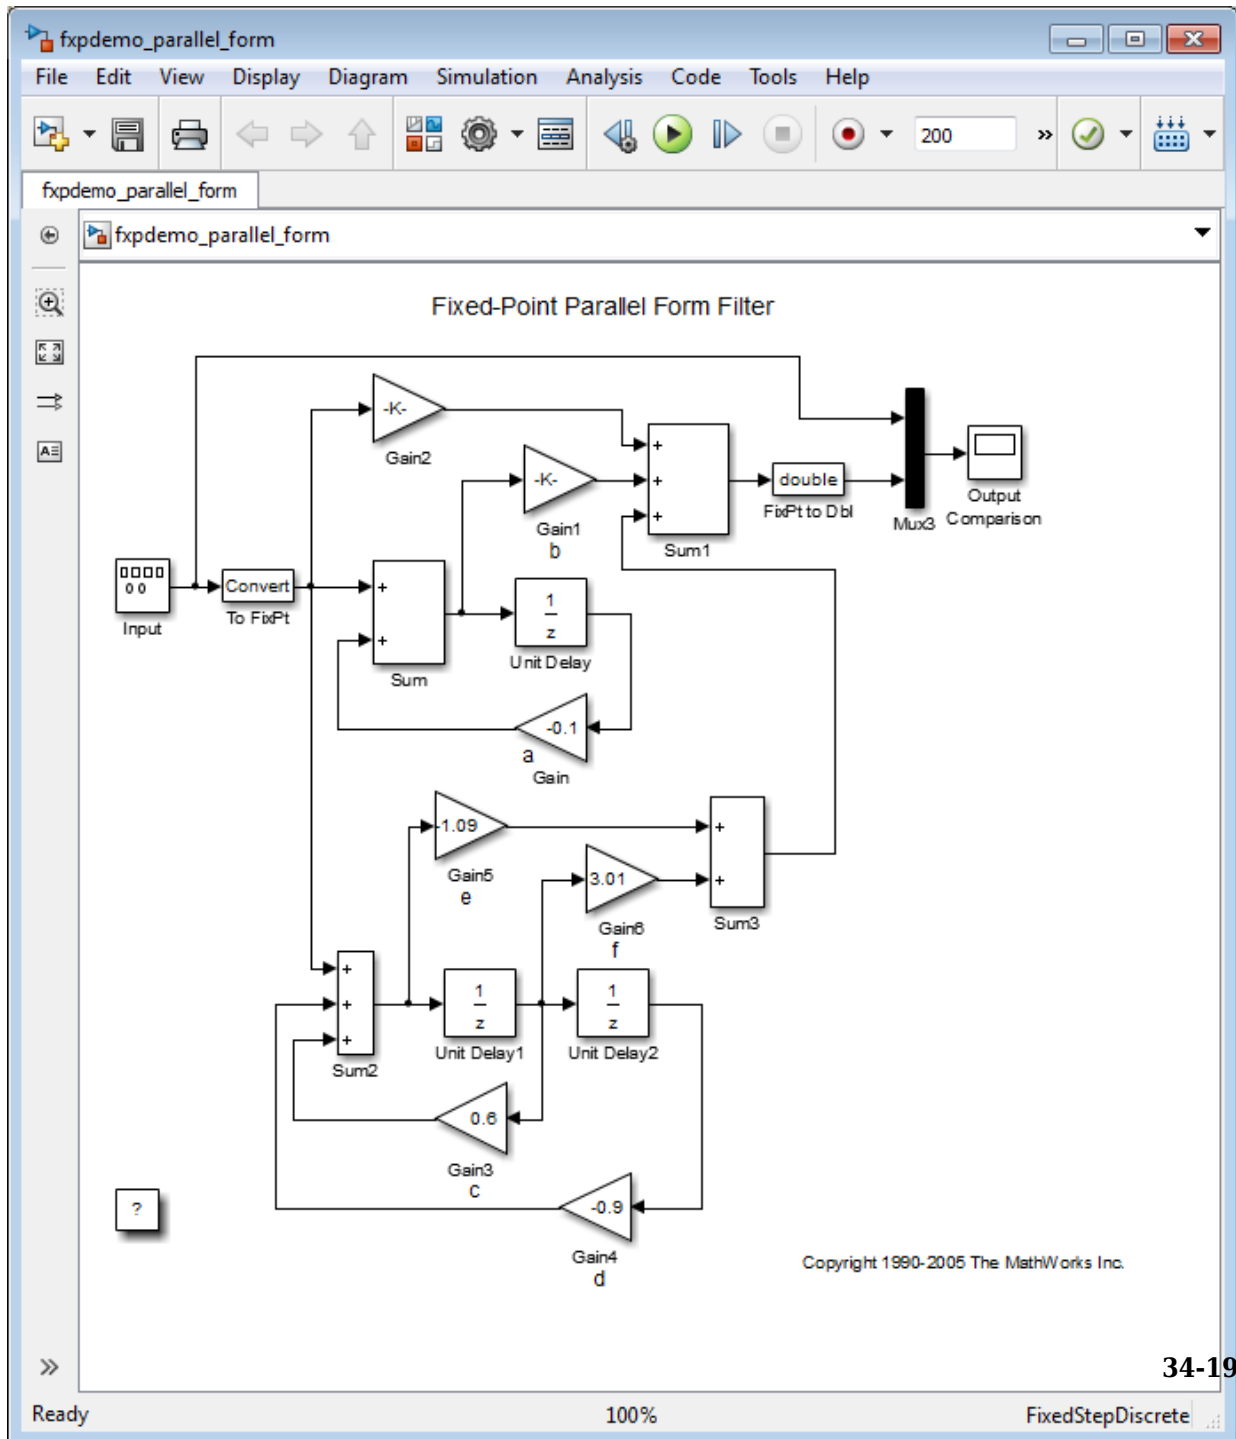 fxpdemo_parallel_form
File Edit View Display Diagram Simulation Analysis Code Tools Help
200
fxpdemo_parallel_form
fxpdemo_parallel_form
Fixed-Point Parallel Form Filter
-K-
Gain2
-K-
Gain1
b
+
+
+
Sum1
double
FixPt to Dbl
Mux3
Output
Comparison
Input
Convert
To FixPt
+
+
Sum
1
z
Unit Delay
-0.1
a
Gain
-1.09
Gain5
e
3.01
Gain6
f
+
+
Sum3
+
+
+
Sum2
1
z
Unit Delay1
1
z
Unit Delay2
0.6
Gain3
c
-0.9
Gain4
d
?
Copyright 1990-2005 The MathWorks Inc.
34-19
Ready 100% FixedStepDiscrete